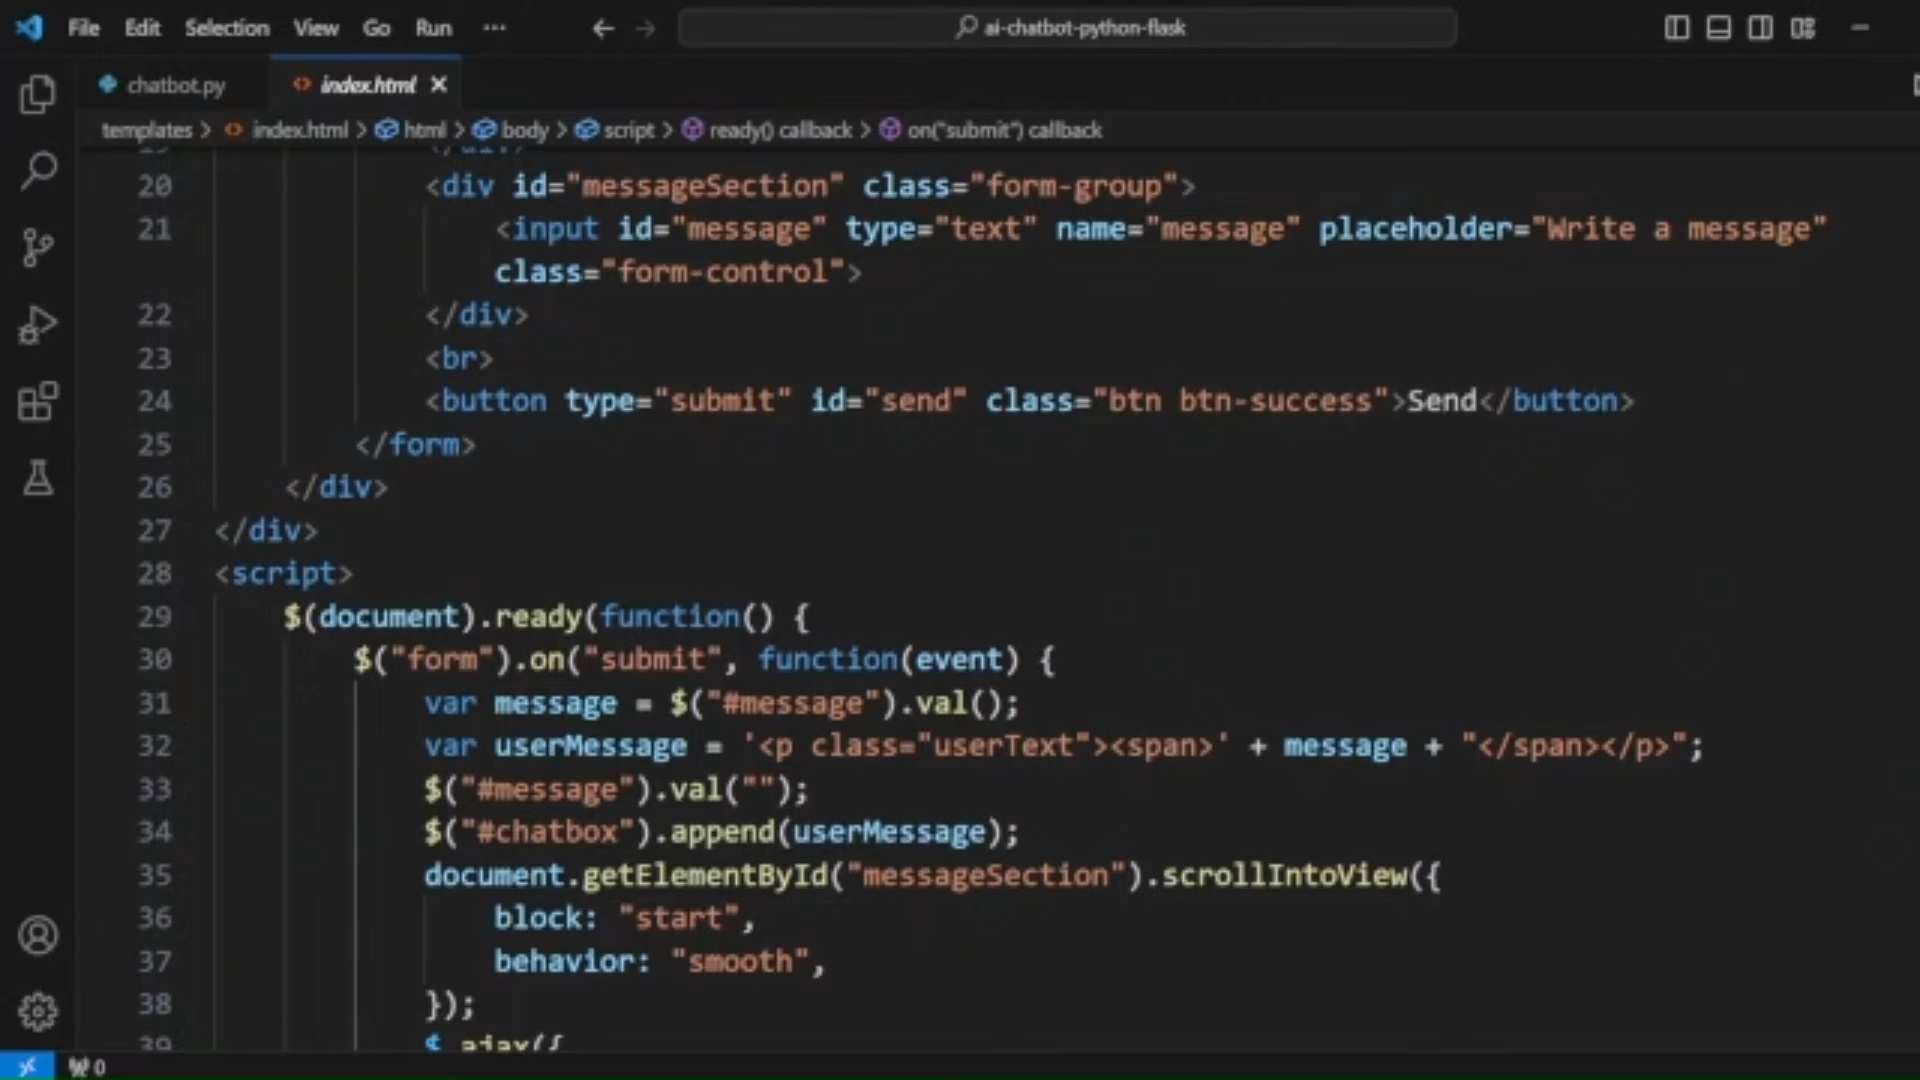 File Edit Selection View Go Run ··· ai-chatbot-python-flask
chatbot.py index.html
templates > index.html > html > body > script > ready() callback > on("submit") callback
20 <div id="messageSection" class="form-group">
21 <input id="message" type="text" name="message" placeholder="Write a message"
class="form-control">
22 </div>
23 <br>
24 <button type="submit" id="send" class="btn btn-success">Send</button>
25 </form>
26 </div>
27 </div>
28 <script>
29 $(document).ready(function() {
30 $("form").on("submit", function(event) {
31 var message = $("#message").val();
32 var userMessage = '<p class="userText"><span>' + message + "</span></p>";
33 $("#message").val("");
34 $("#chatbox").append(userMessage);
35 document.getElementById("messageSection").scrollIntoView({
36 block: "start",
37 behavior: "smooth",
38 });
39 $.ajax({
0